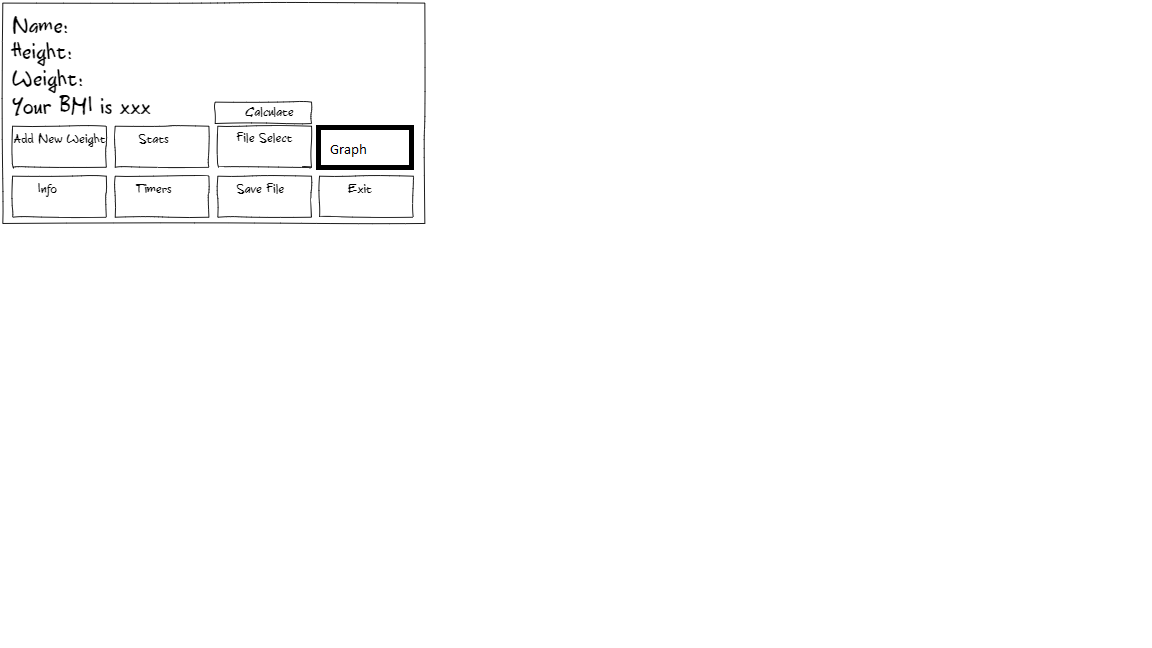 Name:
Height:
Weight:
Your BMI is xxx
Calculate
Add New Weight
Stats
File Select
Graph
Info
Timers
Save File
Exit